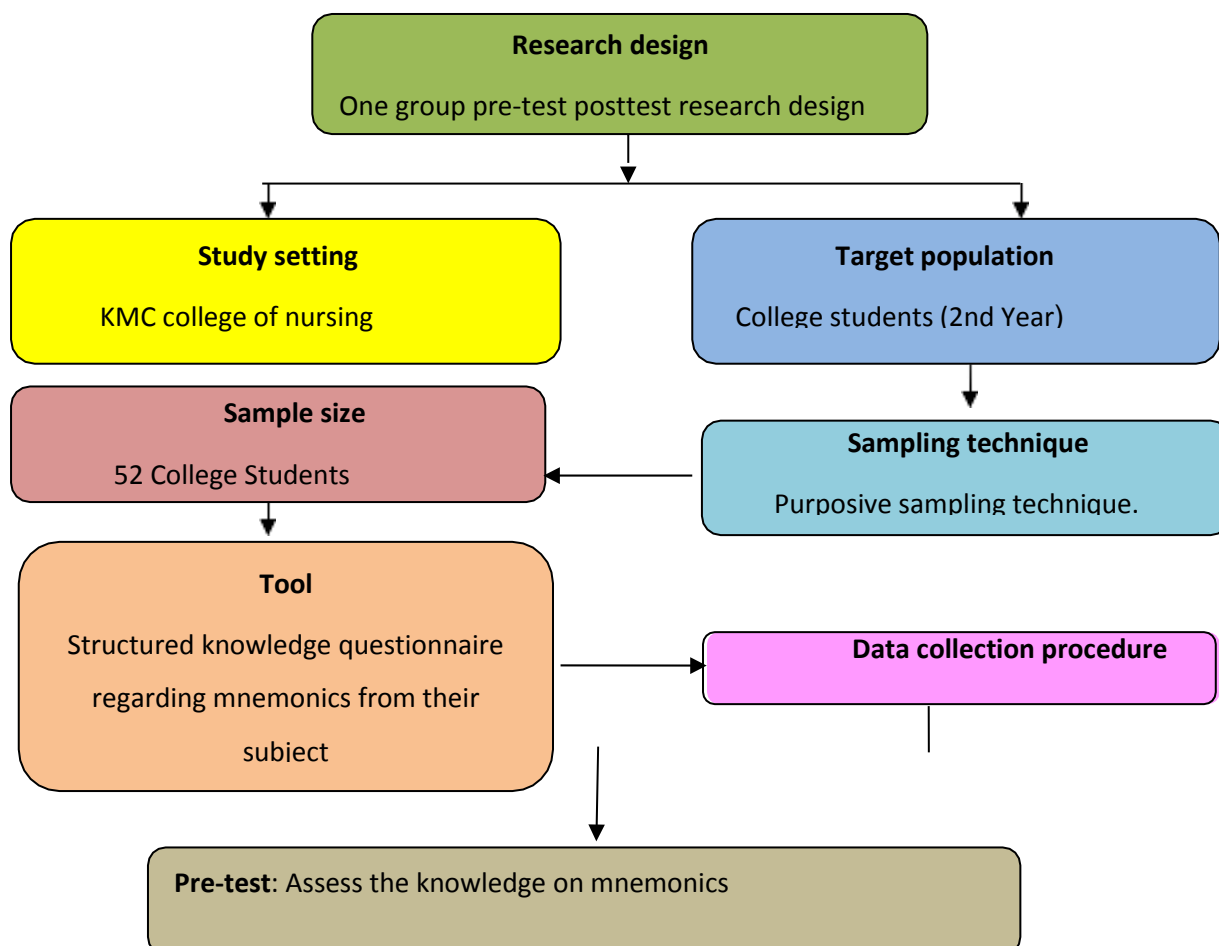 Research design
One group pre-test posttest research design
Study setting
KMC college of nursing
Target population
College students (2nd Year)
Sample size
52 College Students
Sampling technique
Purposive sampling technique.
Tool
Structured knowledge questionnaire
regarding mnemonics from their
subject
Data collection procedure
Pre-test: Assess the knowledge on mnemonics